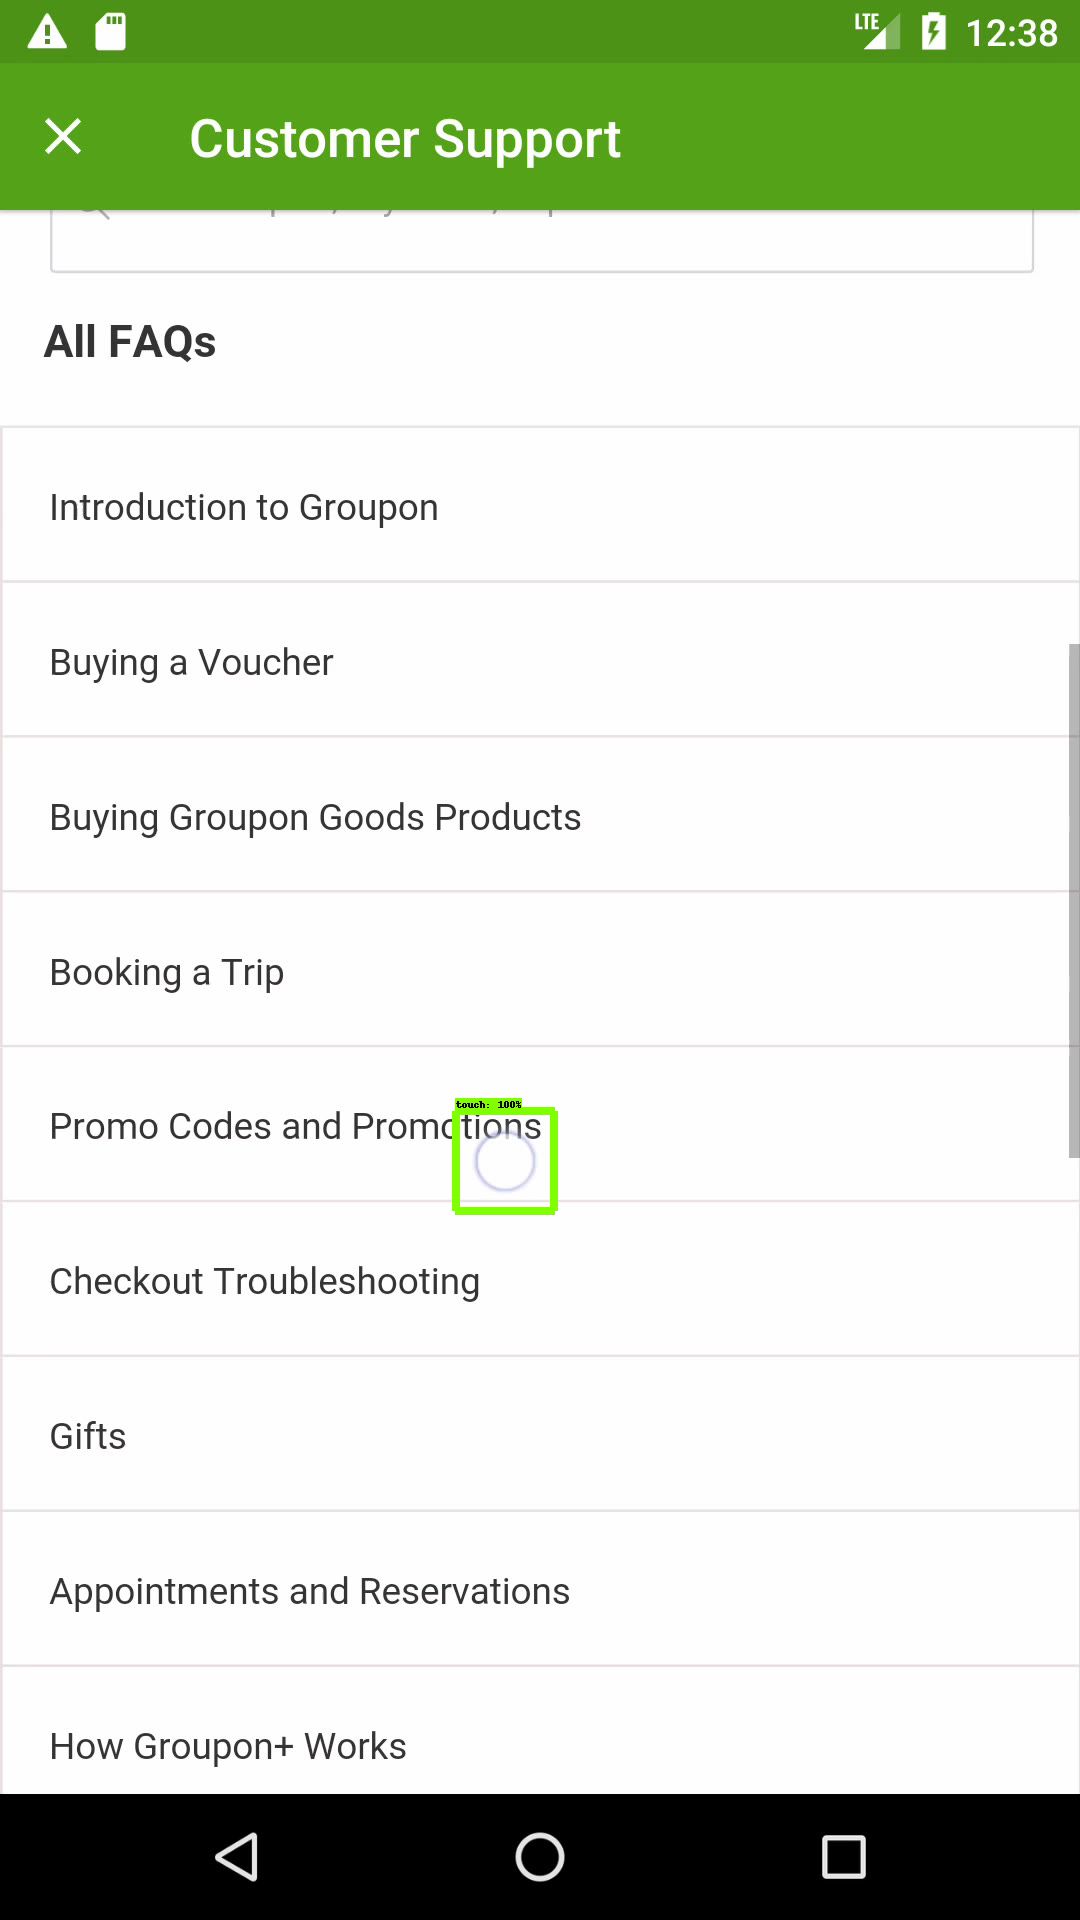 LTE 12:38
Customer Support
All FAQs
Introduction to Groupon
Buying a Voucher
Buying Groupon Goods Products
Booking a Trip
touch: 100%
Promo Codes and Promotions
Checkout Troubleshooting
Gifts
Appointments and Reservations
How Groupon+ Works